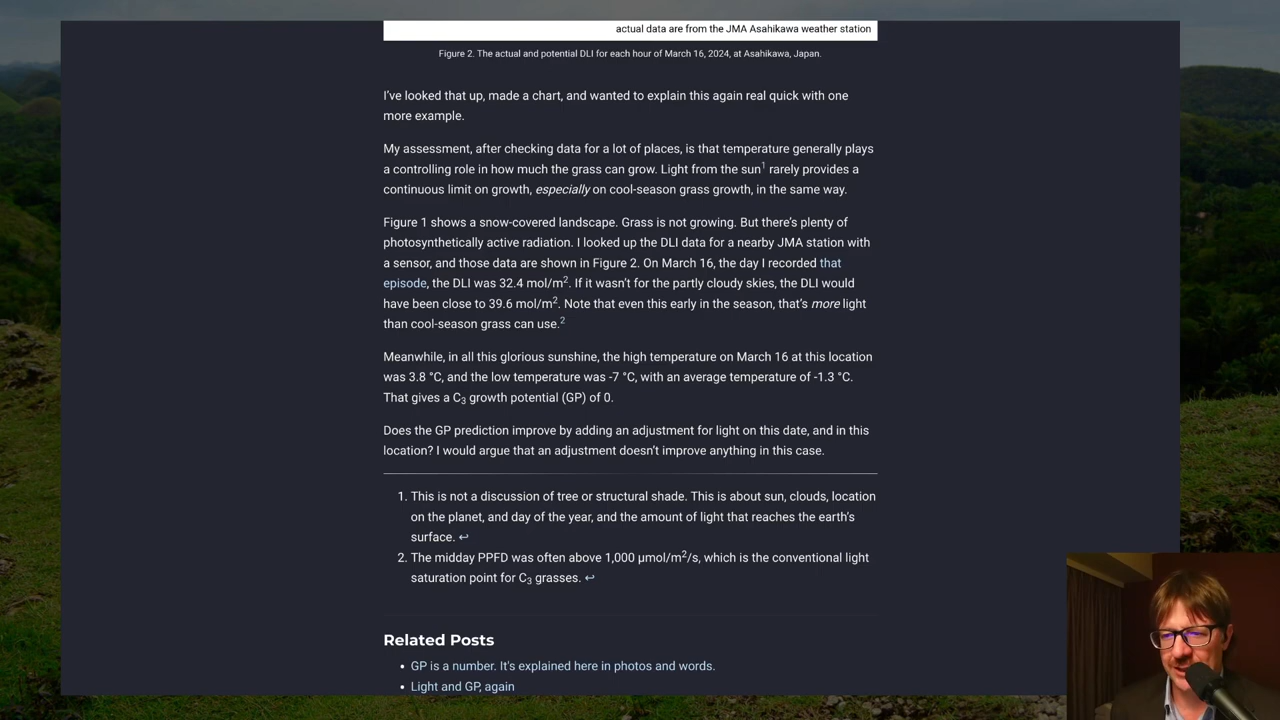 actual data are from the JMA Asahikawa weather station
Figure 2. The actual and potential DLI for each hour of March 16, 2024, at Asahikawa, Japan.
I've looked that up, made a chart, and wanted to explain this again real quick with one
more example.
My assessment, after checking data for a lot of places, is that temperature generally plays
a controlling role in how much the grass can grow. Light from the sun¹ rarely provides a
continuous limit on growth, especially on cool-season grass growth, in the same way.
Figure 1 shows a snow-covered landscape. Grass is not growing. But there's plenty of
photosynthetically active radiation. I looked up the DLI data for a nearby JMA station with
a sensor, and those data are shown in Figure 2. On March 16, the day I recorded that
episode, the DLI was 32.4 mol/m². If it wasn't for the partly cloudy skies, the DLI would
have been close to 39.6 mol/m². Note that even this early in the season, that's more light
than cool-season grass can use.²
Meanwhile, in all this glorious sunshine, the high temperature on March 16 at this location
was 3.8 °C, and the low temperature was -7 °C, with an average temperature of -1.3 °C.
That gives a C₃ growth potential (GP) of 0.
Does the GP prediction improve by adding an adjustment for light on this date, and in this
location? I would argue that an adjustment doesn't improve anything in this case.
1. This is not a discussion of tree or structural shade. This is about sun, clouds, location
on the planet, and day of the year, and the amount of light that reaches the earth's
surface. ↩
2. The midday PPFD was often above 1,000 μmol/m²/s, which is the conventional light
saturation point for C₃ grasses. ↩
Related Posts
• GP is a number. It's explained here in photos and words.
• Light and GP, again